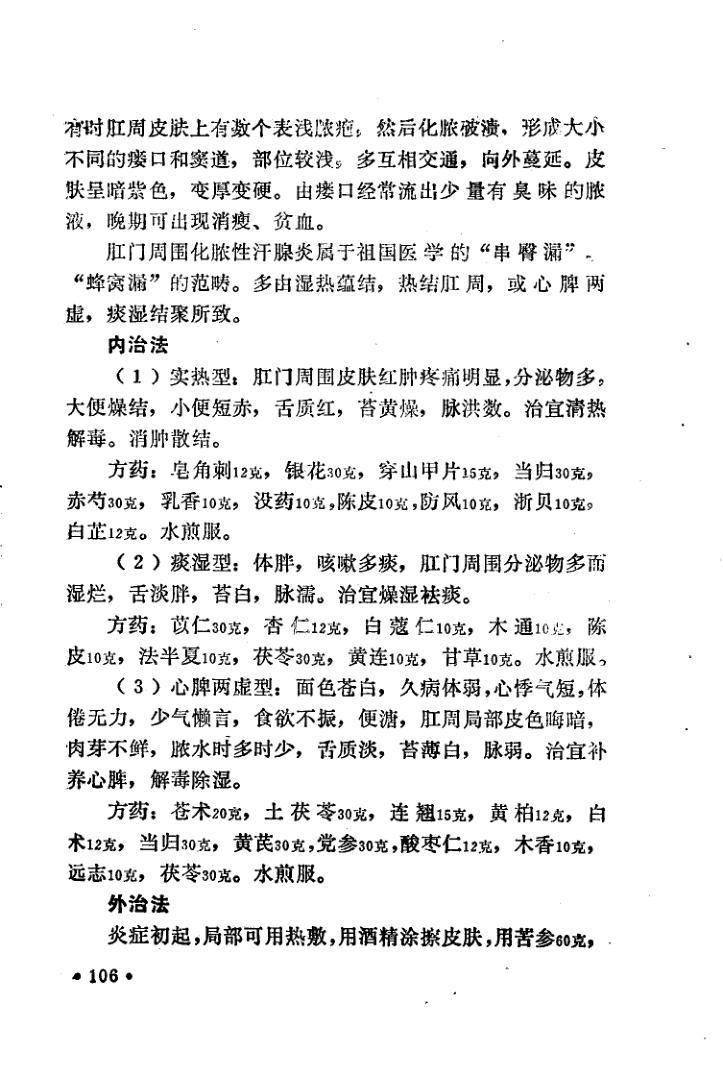 有时肛周皮肤上有数个表浅脓疱。然后化脓破溃，形成大小
不同的瘘口和窦道，部位较浅。多互相交通，向外蔓延。皮
肤呈暗紫色，变厚变硬。由瘘口经常流出少量有臭味的脓
液，晚期可出现消瘦、贫血。
肛门周围化脓性汗腺炎属于祖国医学的“串臀漏”、
“蜂窝漏”的范畴。多由湿热蕴结，热结肛周，或心脾两
虚，痰湿结聚所致。
内治法
（1）实热型：肛门周围皮肤红肿疼痛明显，分泌物多。
大便燥结，小便短赤，舌质红，苔黄燥，脉洪数。治宜清热
解毒。消肿散结。
方药：皂角刺12克，银花30克，穿山甲片15克，当归30克，
赤芍30克，乳香10克，没药10克，陈皮10克，防风10克，浙贝10克。
白芷12克。水煎服。
（2）痰湿型：体胖，咳嗽多痰，肛门周围分泌物多而
湿烂，舌淡胖，苔白，脉濡。治宜燥湿祛痰。
方药：苡仁30克，杏仁12克，白蔻仁10克，木通10克，陈
皮10克，法半夏10克，茯苓30克，黄连10克，甘草10克。水煎服。
（3）心脾两虚型：面色苍白，久病体弱，心悸气短，体
倦无力，少气懒言，食欲不振，便溏，肛周局部皮色晦暗，
肉芽不鲜，脓水时多时少，舌质淡，苔薄白，脉弱。治宜补
养心脾，解毒除湿。
方药：苍术20克，土茯苓30克，连翘15克，黄柏12克，白
术12克，当归30克，黄芪30克，党参30克，酸枣仁12克，木香10克，
远志10克，茯苓30克。水煎服。
外治法
炎症初起，局部可用热敷，用酒精涂擦皮肤，用苦参60克，
•106•